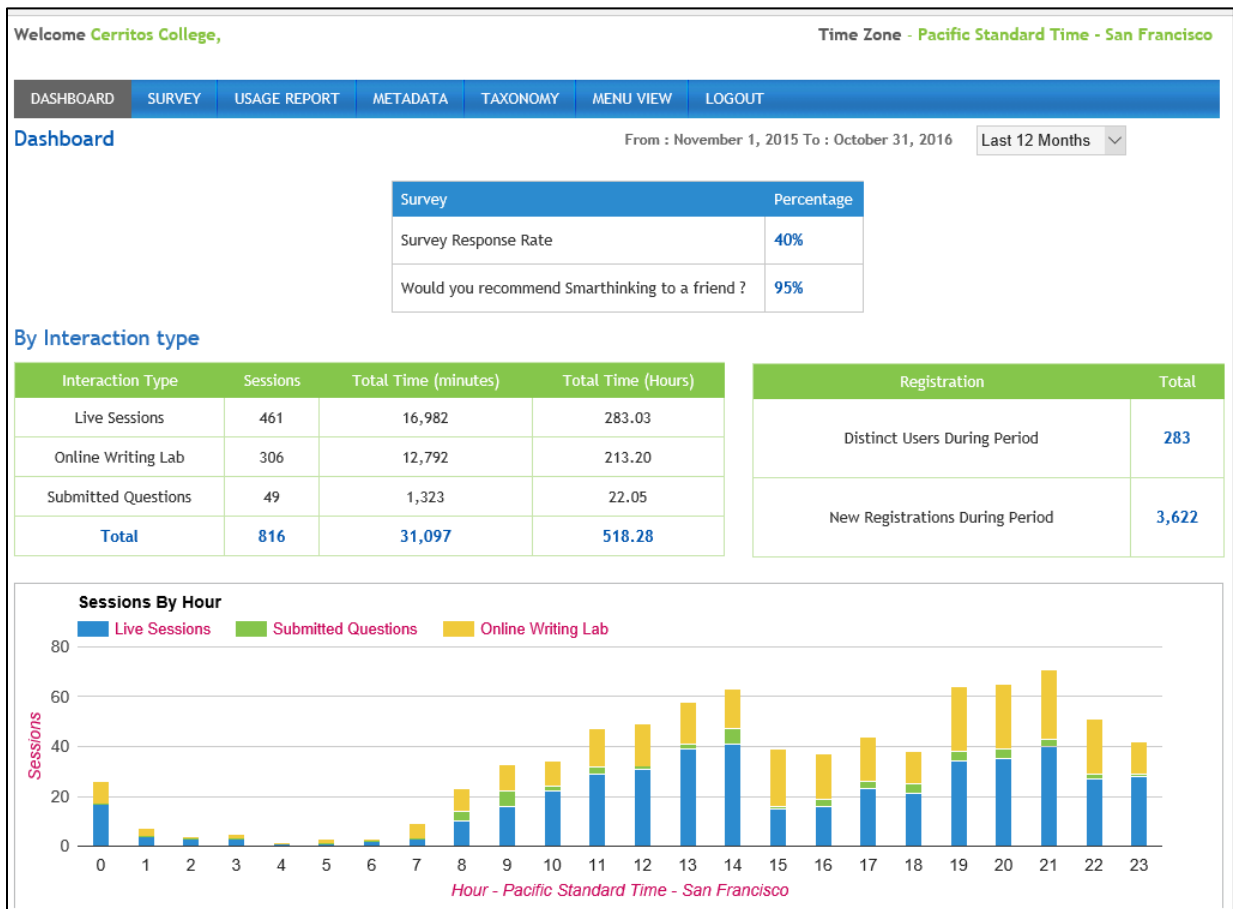 Welcome Cerritos College,
Time Zone - Pacific Standard Time - San Francisco
DASHBOARD SURVEY USAGE REPORT METADATA TAXONOMY MENU VIEW LOGOUT
Dashboard
From : November 1, 2015 To : October 31, 2016 Last 12 Months
Survey Percentage
Survey Response Rate 40%
Would you recommend Smarthinking to a friend ? 95%
By Interaction type
Interaction Type Sessions Total Time (minutes) Total Time (Hours)
Live Sessions 461 16,982 283.03
Online Writing Lab 306 12,792 213.20
Submitted Questions 49 1,323 22.05
Total 816 31,097 518.28
Registration Total
Distinct Users During Period 283
New Registrations During Period 3,622
Sessions By Hour
Live Sessions Submitted Questions Online Writing Lab
80
60
40
20
0
Sessions
0 1 2 3 4 5 6 7 8 9 10 11 12 13 14 15 16 17 18 19 20 21 22 23
Hour - Pacific Standard Time - San Francisco